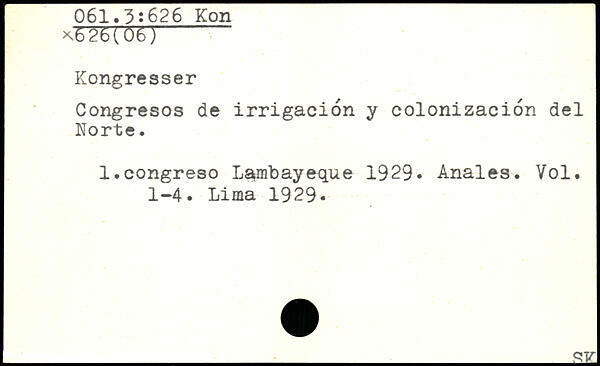 061.3:626 Kon
×626(06)
Kongresser
Congresos de irrigación y colonización del
Norte.
1.congreso Lambayeque 1929. Anales. Vol.
1-4. Lima 1929.
SK